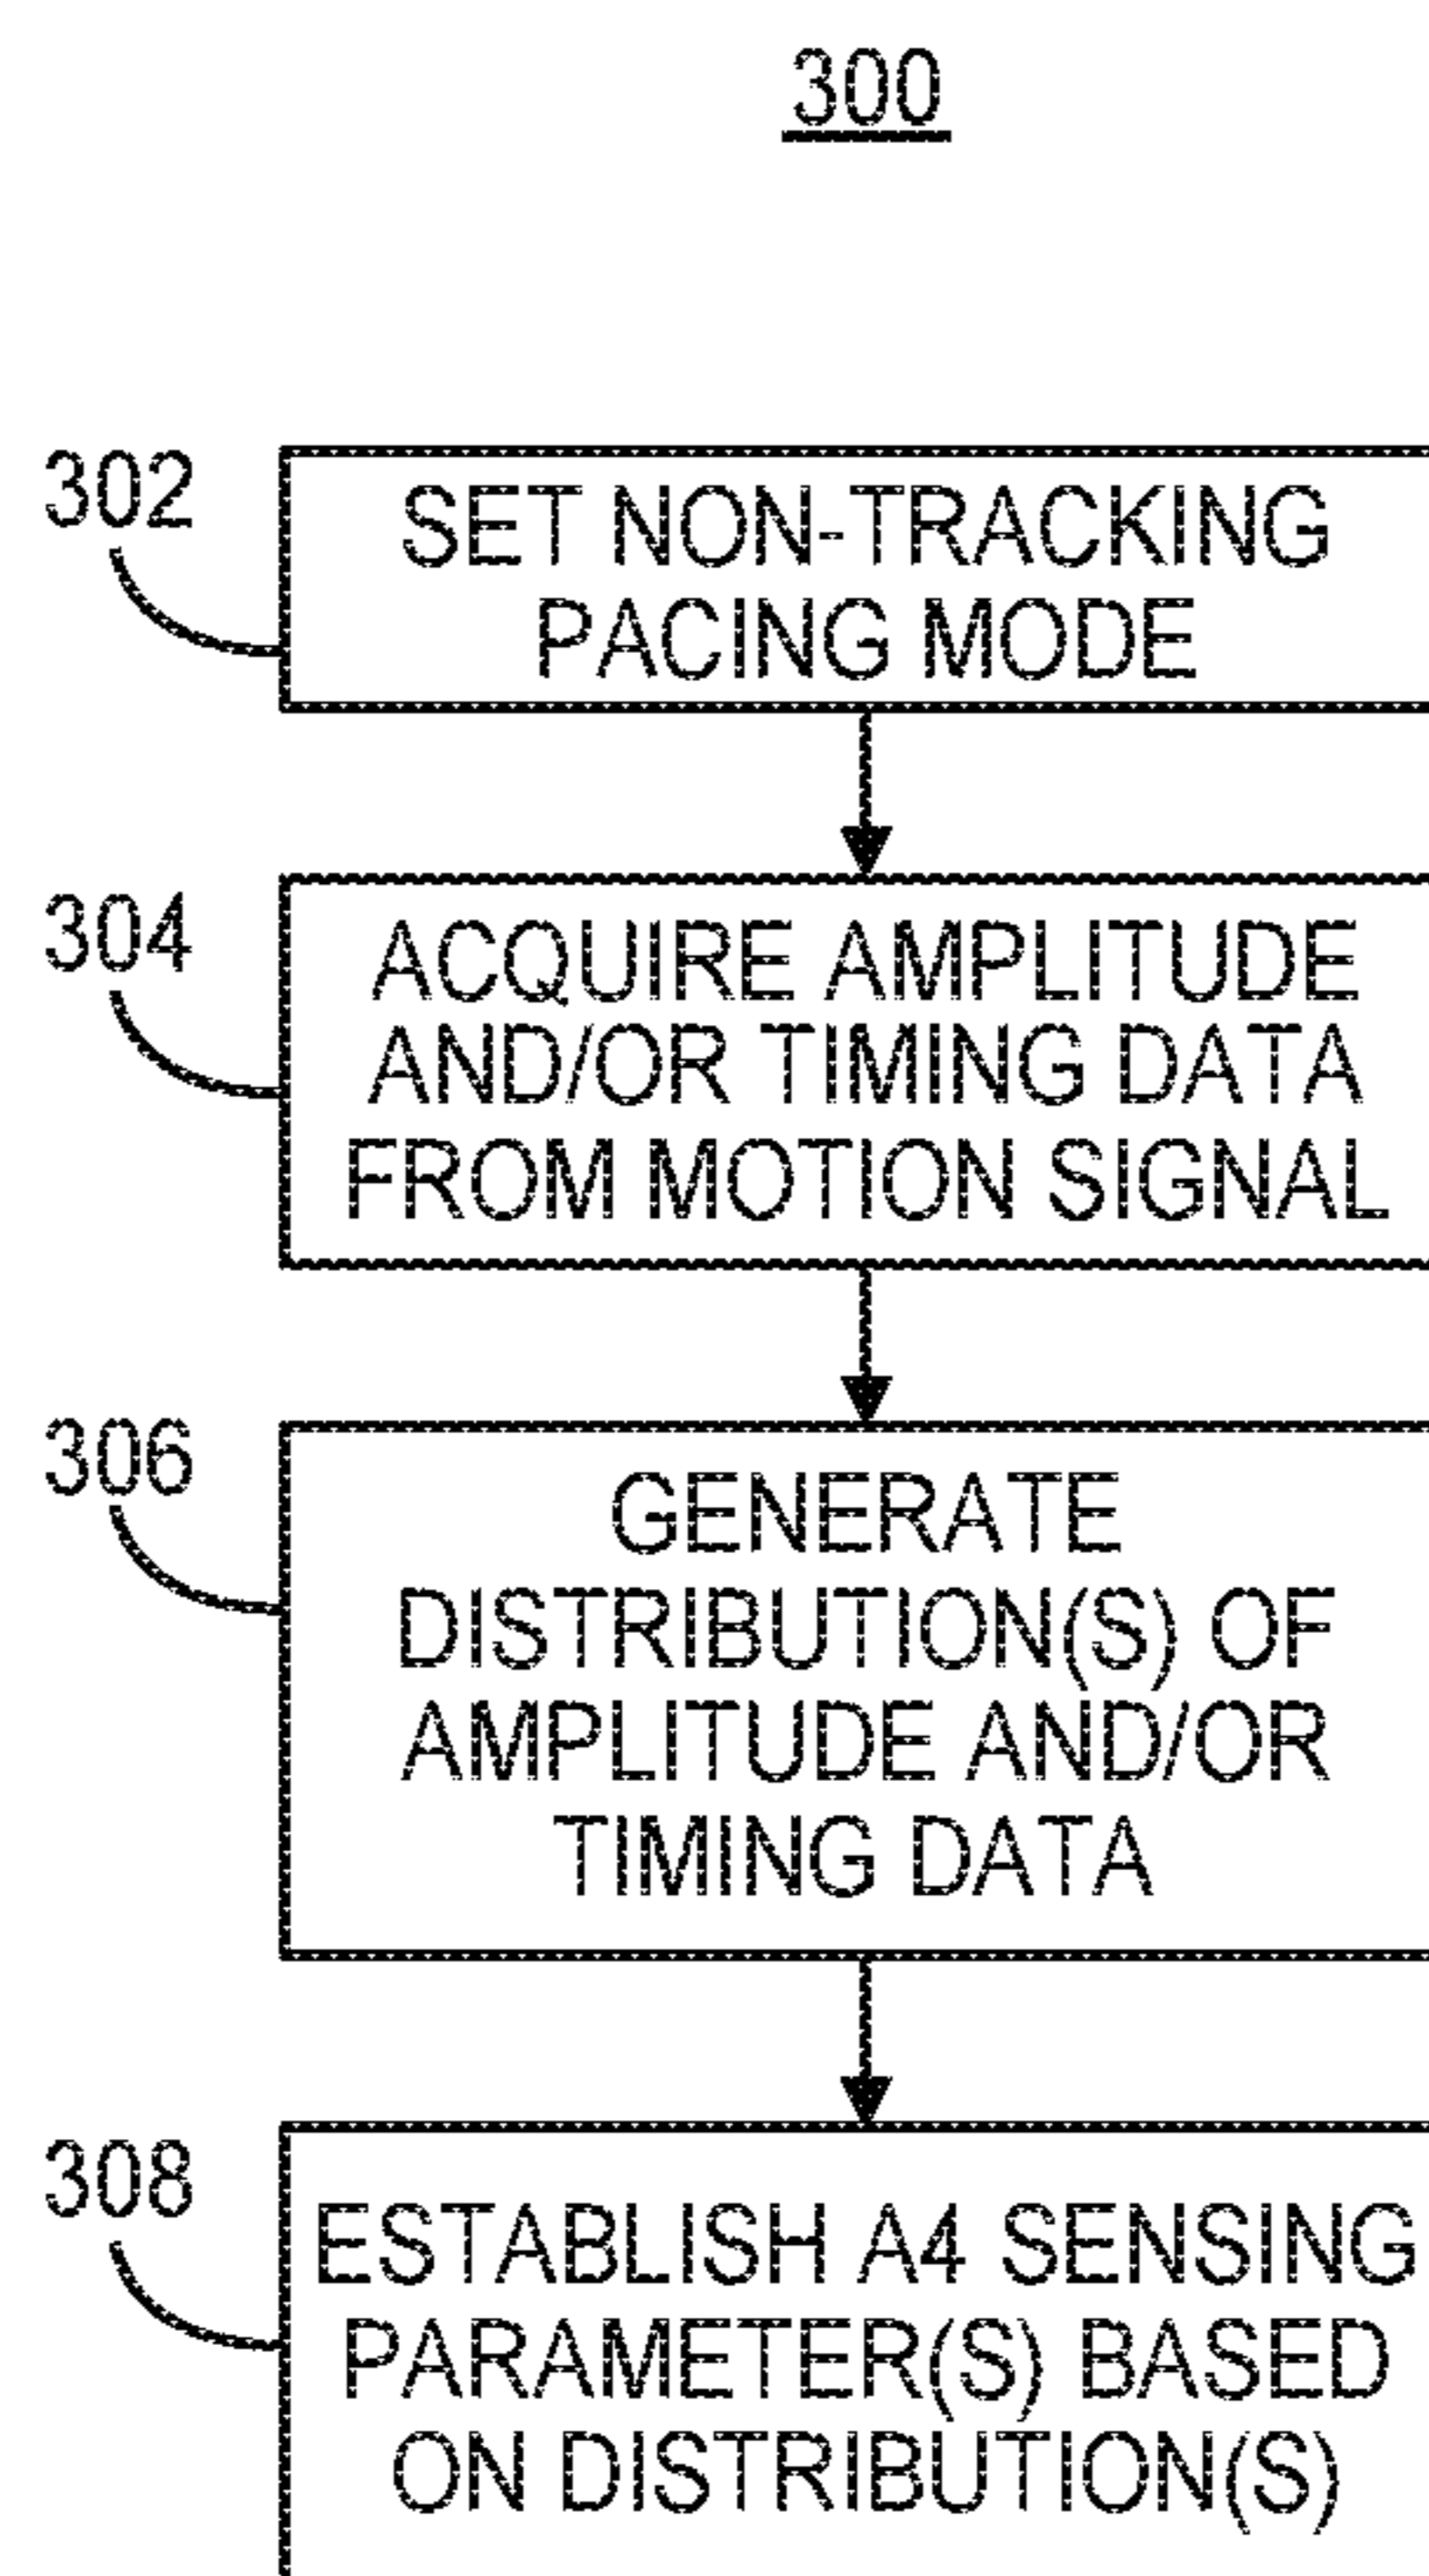 300
302
SET NON-TRACKING
PACING MODE
304
ACQUIRE AMPLITUDE
AND/OR TIMING DATA
FROM MOTION SIGNAL
306
GENERATE
DISTRIBUTION(S) OF
AMPLITUDE AND/OR
TIMING DATA
308
ESTABLISH A4 SENSING
PARAMETER(S) BASED
ON DISTRIBUTION(S)